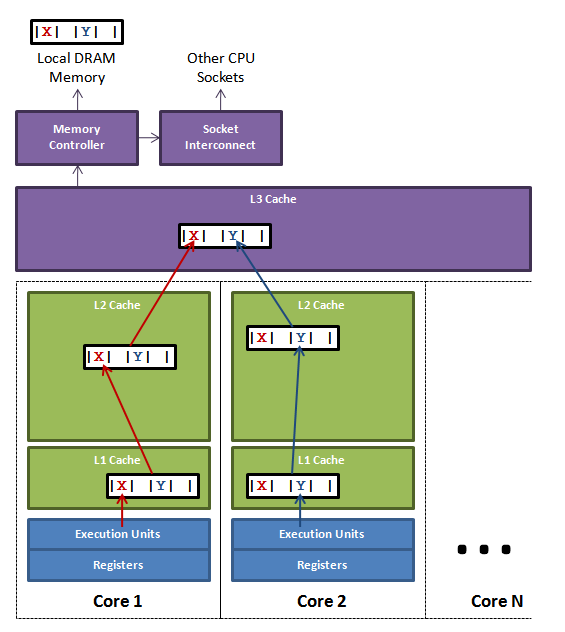 |X| |Y| |
Local DRAM
Memory
Other CPU
Sockets
Memory
Controller
Socket
Interconnect
L3 Cache
|X| |Y| |
L2 Cache
|X| |Y| |
L1 Cache
|X| |Y| |
Execution Units
Registers
Core 1
L2 Cache
|X| |Y| |
L1 Cache
|X| |Y| |
Execution Units
Registers
Core 2
...
Core N